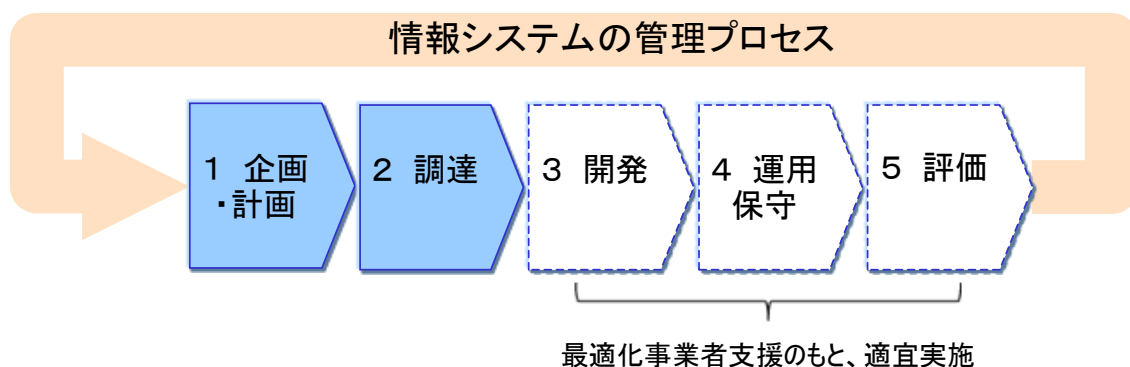 情報システムの管理プロセス
1 企画
・計画
2 調達
3 開発
4 運用
保守
5 評価
最適化事業者支援のもと、適宜実施